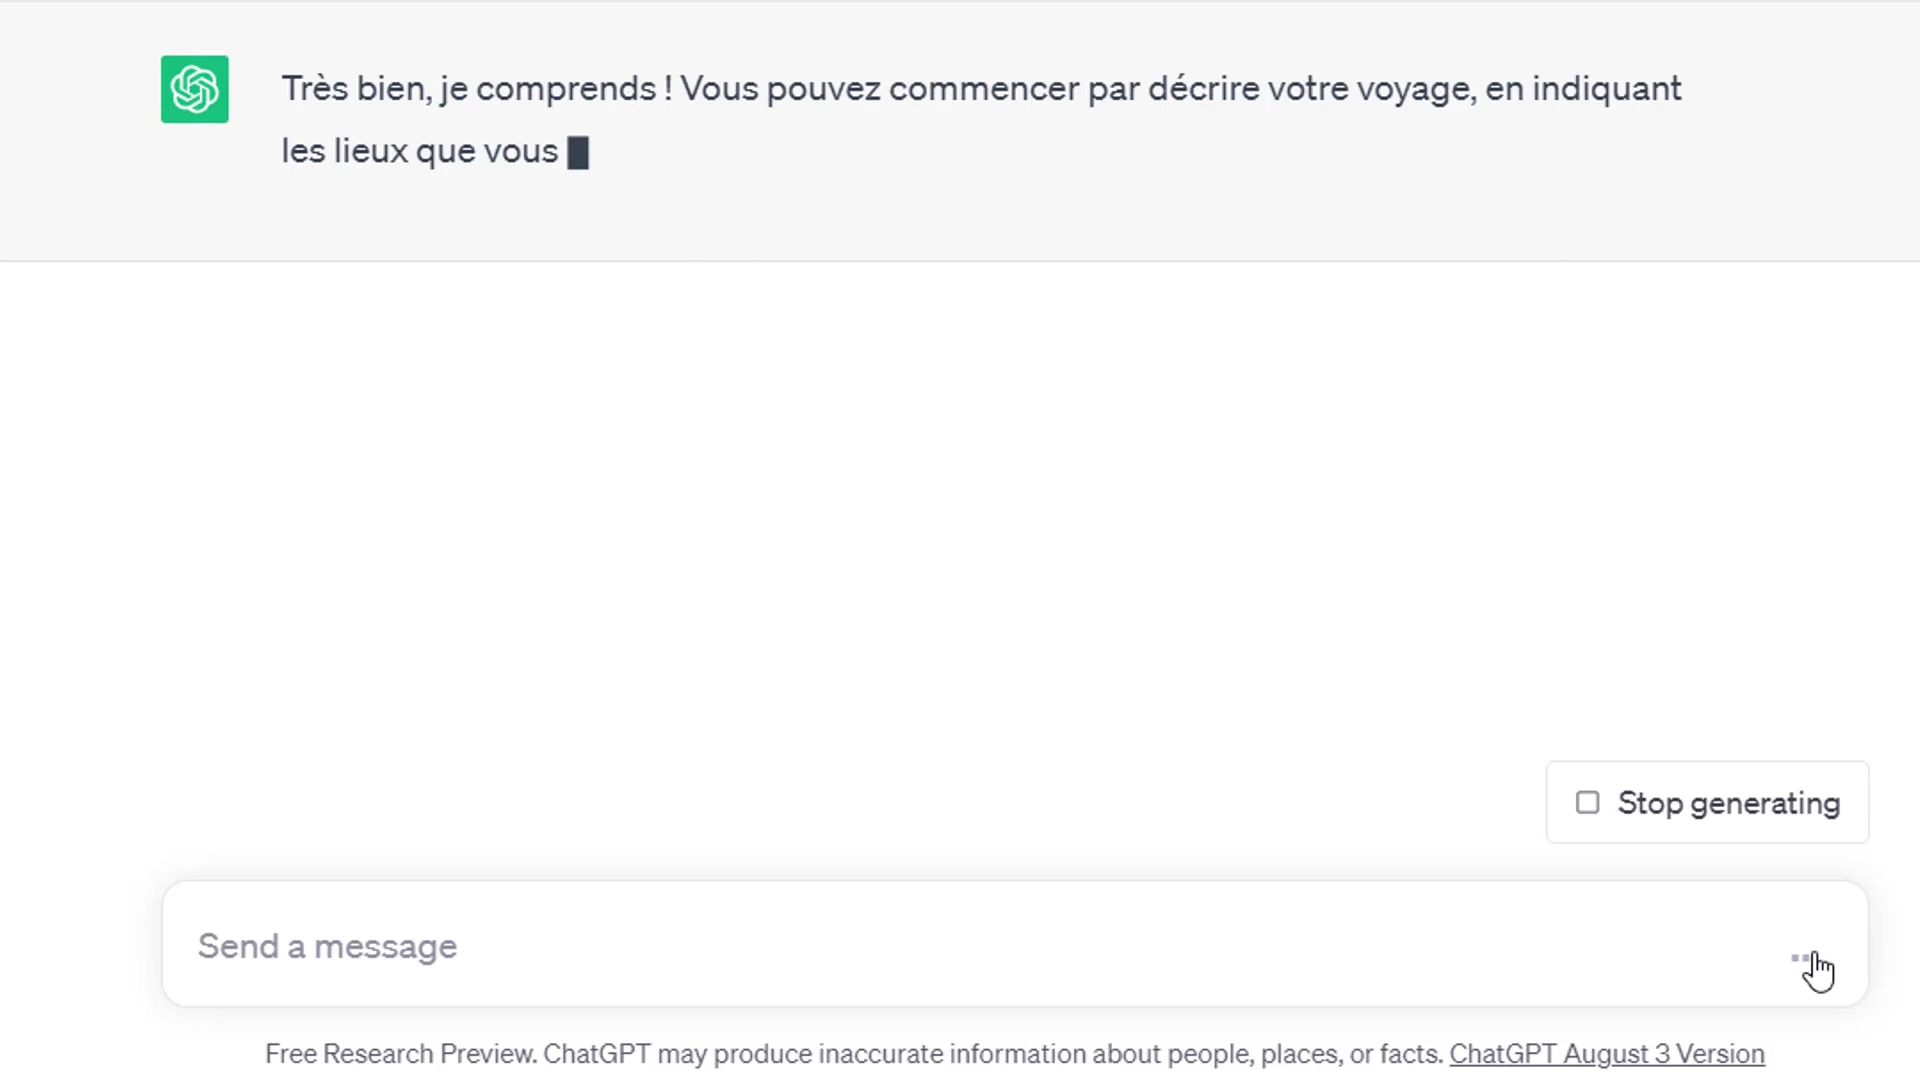 Très bien, je comprends ! Vous pouvez commencer par décrire votre voyage, en indiquant
les lieux que vous
Stop generating
Send a message
Free Research Preview. ChatGPT may produce inaccurate information about people, places, or facts. ChatGPT August 3 Version